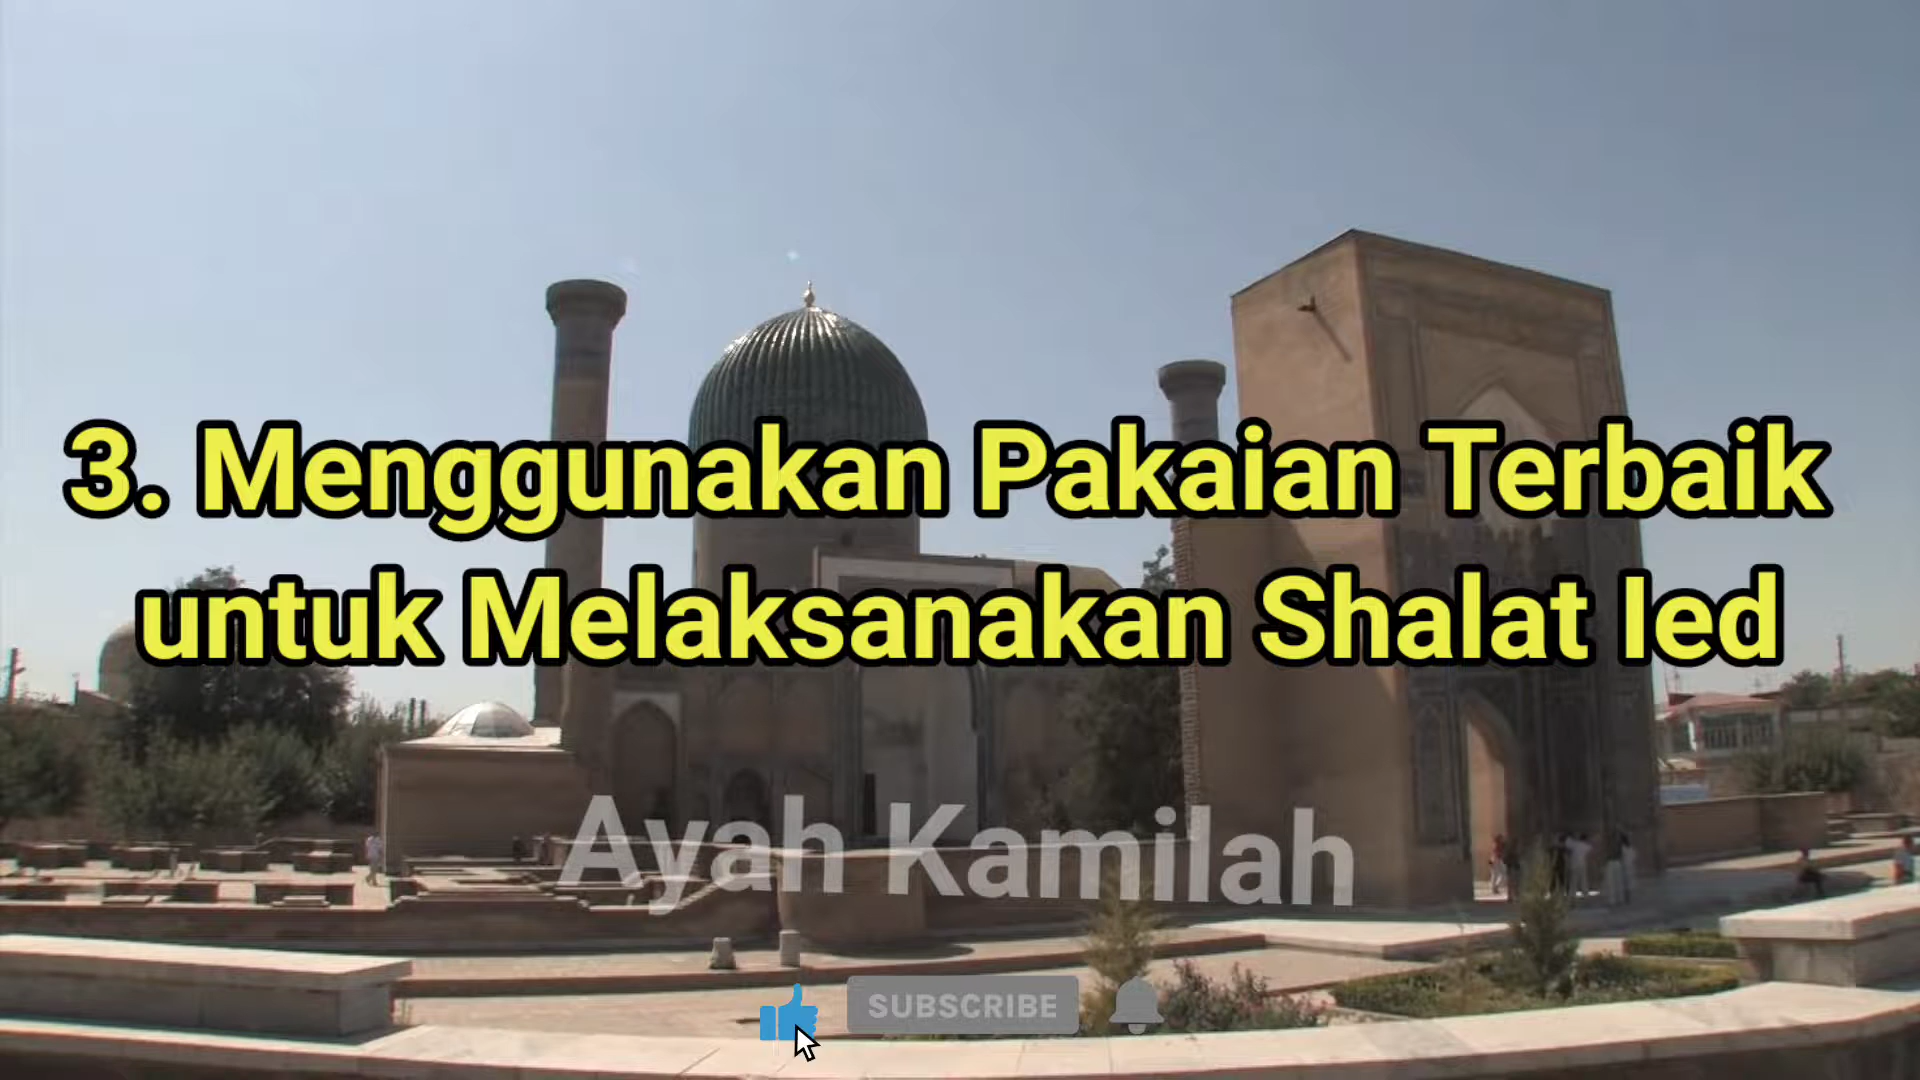 3. Menggunakan Pakaian Terbaik
untuk Melaksanakan Shalat Ied
Ayah Kamilah
SUBSCRIBE